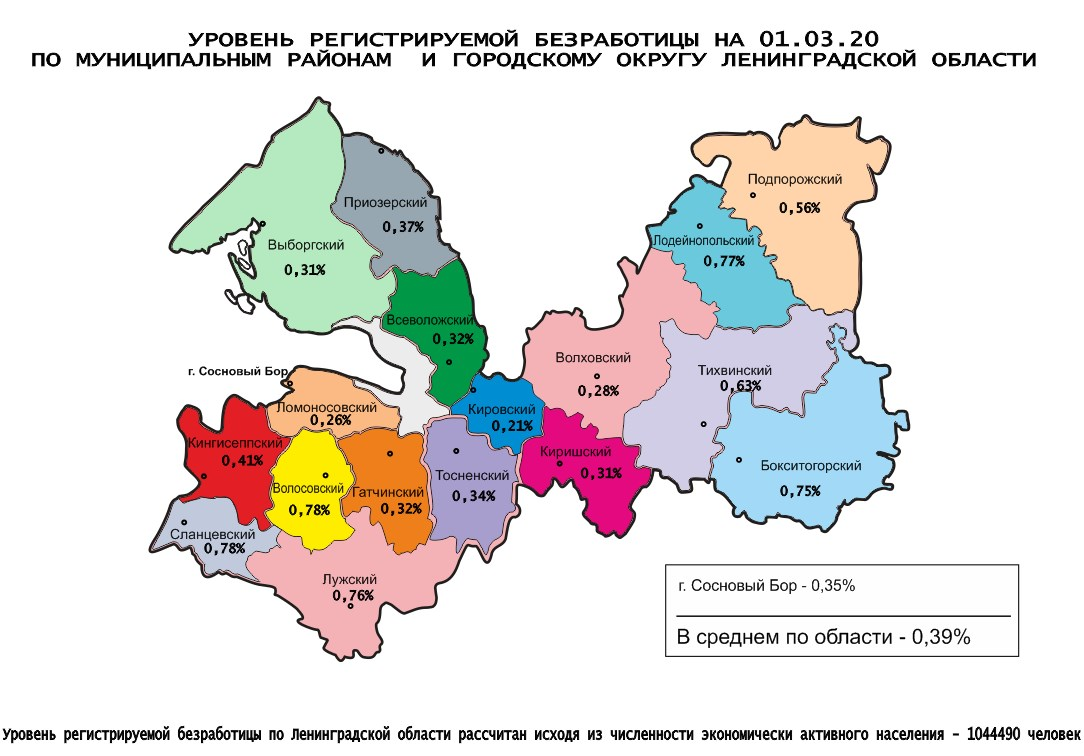 УРОВЕНЬ РЕГИСТРИРУЕМОЙ БЕЗРАБОТИЦЫ НА 01.03.20
ПО МУНИЦИПАЛЬНЫМ РАЙОНАМ И ГОРОДСКОМУ ОКРУГУ ЛЕНИНГРАДСКОЙ ОБЛАСТИ
Подпорожский
0,56%
Приозерский
0,37%
Выборгский
0,31%
Лодейнопольский
0,77%
Всеволожский
0,32%
Волховский
0,28%
Тихвинский
0,63%
г. Сосновый Бор
Ломоносовский
0,26%
Кировский
0,21%
Кингисеппский
0,41%
Киришский
0,31%
Бокситогорский
0,75%
Волосовский
0,78%
Гатчинский
0,32%
Тосненский
0,34%
Сланцевский
0,78%
Лужский
0,76%
г. Сосновый Бор - 0,35%
В среднем по области - 0,39%
Уровень регистрируемой безработицы по Ленинградской области рассчитан исходя из численности экономически активного населения - 1044490 человек